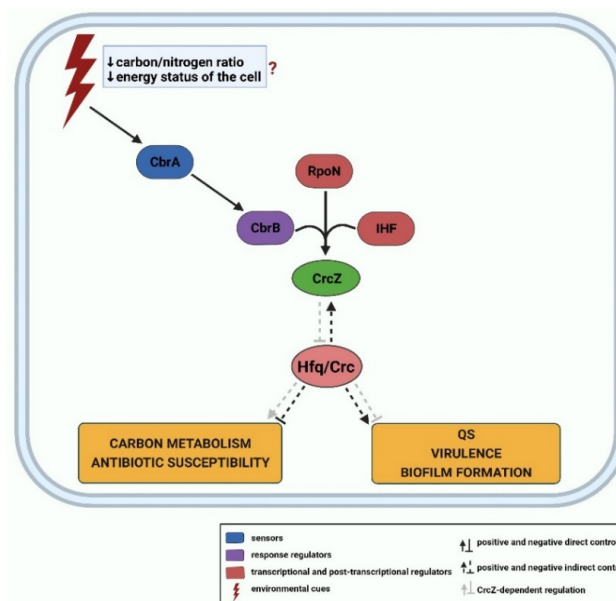 ↓carbon/nitrogen ratio
↓energy status of the cell
?
CbrA
RpoN
CbrB
IHF
CrcZ
Hfq/Crc
CARBON METABOLISM
ANTIBIOTIC SUSCEPTIBILITY
QS
VIRULENCE
BIOFILM FORMATION
sensors
response regulators
transcriptional and post-transcriptional regulators
environmental cues
positive and negative direct contro
positive and negative indirect cont
CrcZ-dependent regulation